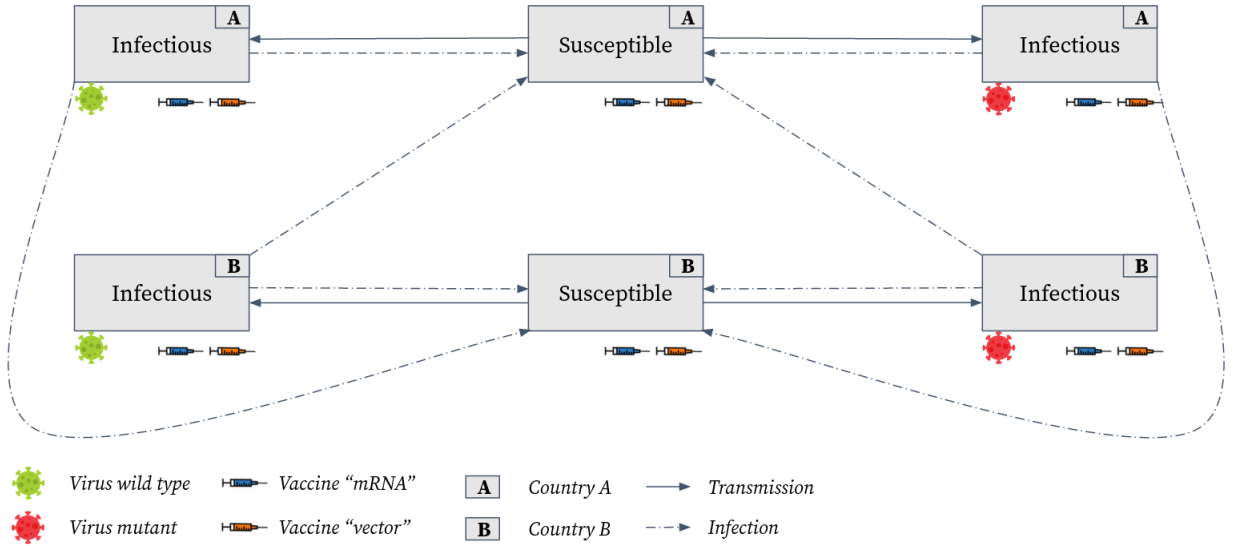 A
Infectious
A
Susceptible
A
Infectious
B
Infectious
B
Susceptible
B
Infectious
Virus wild type
Vaccine “mRNA”
A
Country A
Transmission
Virus mutant
Vaccine “vector”
B
Country B
Infection